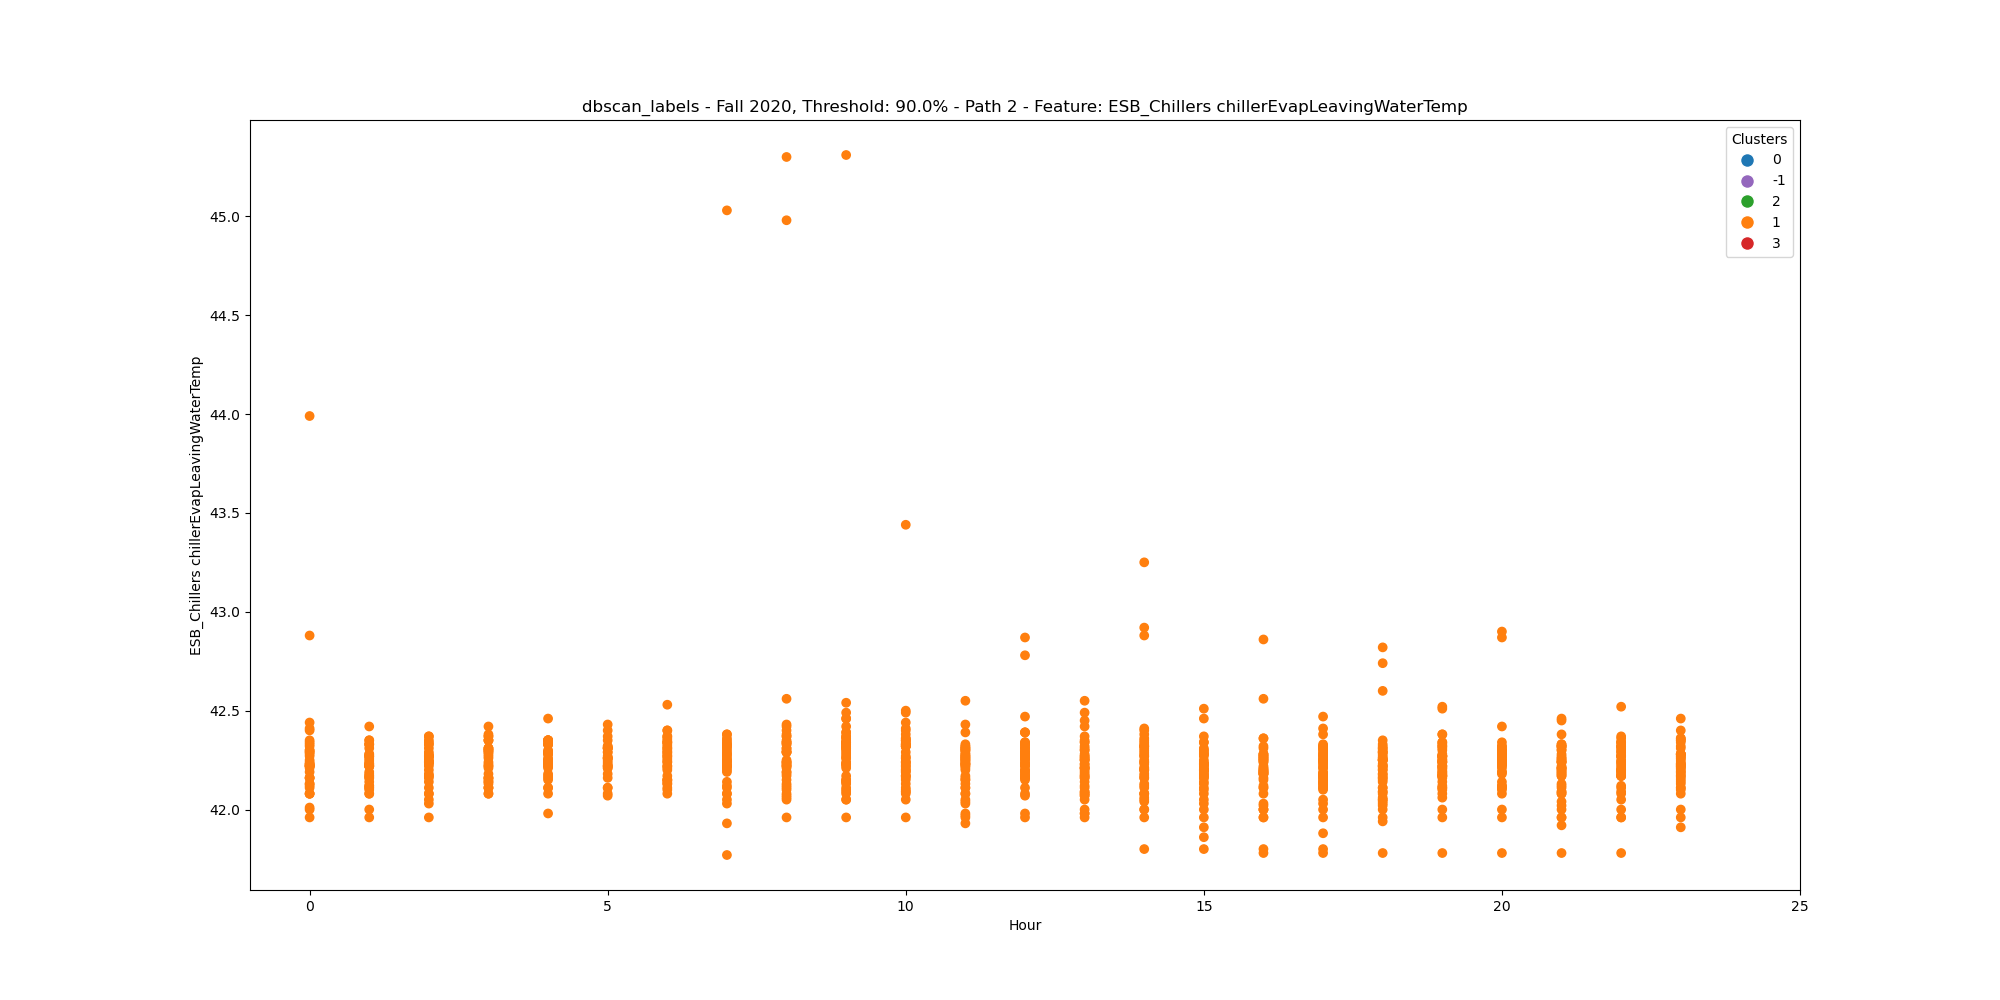 dbscan_labels - Fall 2020, Threshold: 90.0% - Path 2 - Feature: ESB_Chillers chillerEvapLeavingWaterTemp
Clusters
0
-1
2
1
3
ESB_Chillers chillerEvapLeavingWaterTemp
45.0
44.5
44.0
43.5
43.0
42.5
42.0
0 5 10 15 20 25
Hour